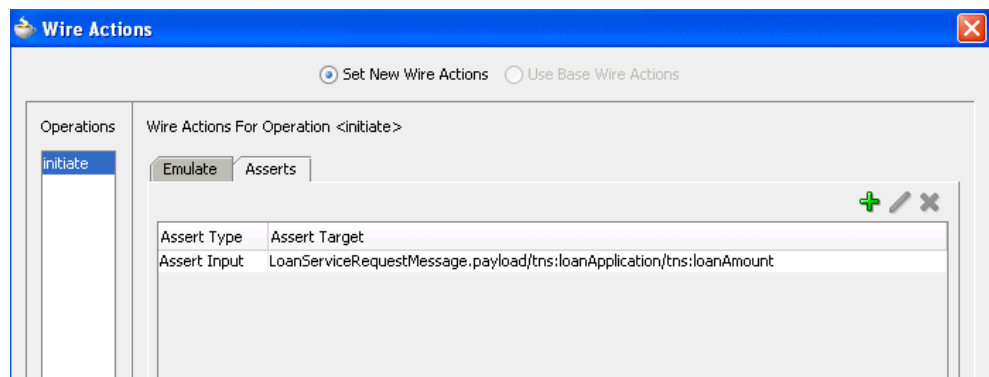 Wire Actions
Set New Wire Actions Use Base Wire Actions
Operations
Wire Actions For Operation <initiate>
initiate
Emulate Asserts
Assert Type Assert Target
Assert Input LoanServiceRequestMessage.payload/tns:loanApplication/tns:loanAmount